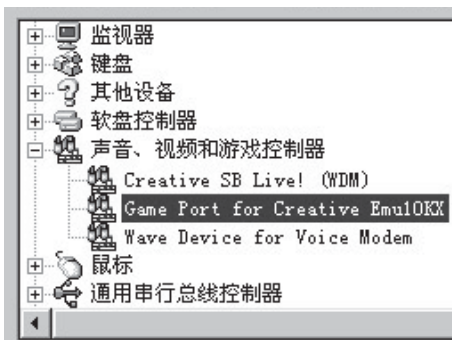 监视器
键盘
其他设备
软盘控制器
声音、视频和游戏控制器
Creative SB Live! (WDM)
Game Port for Creative Emu10KX
Wave Device for Voice Modem
鼠标
通用串行总线控制器